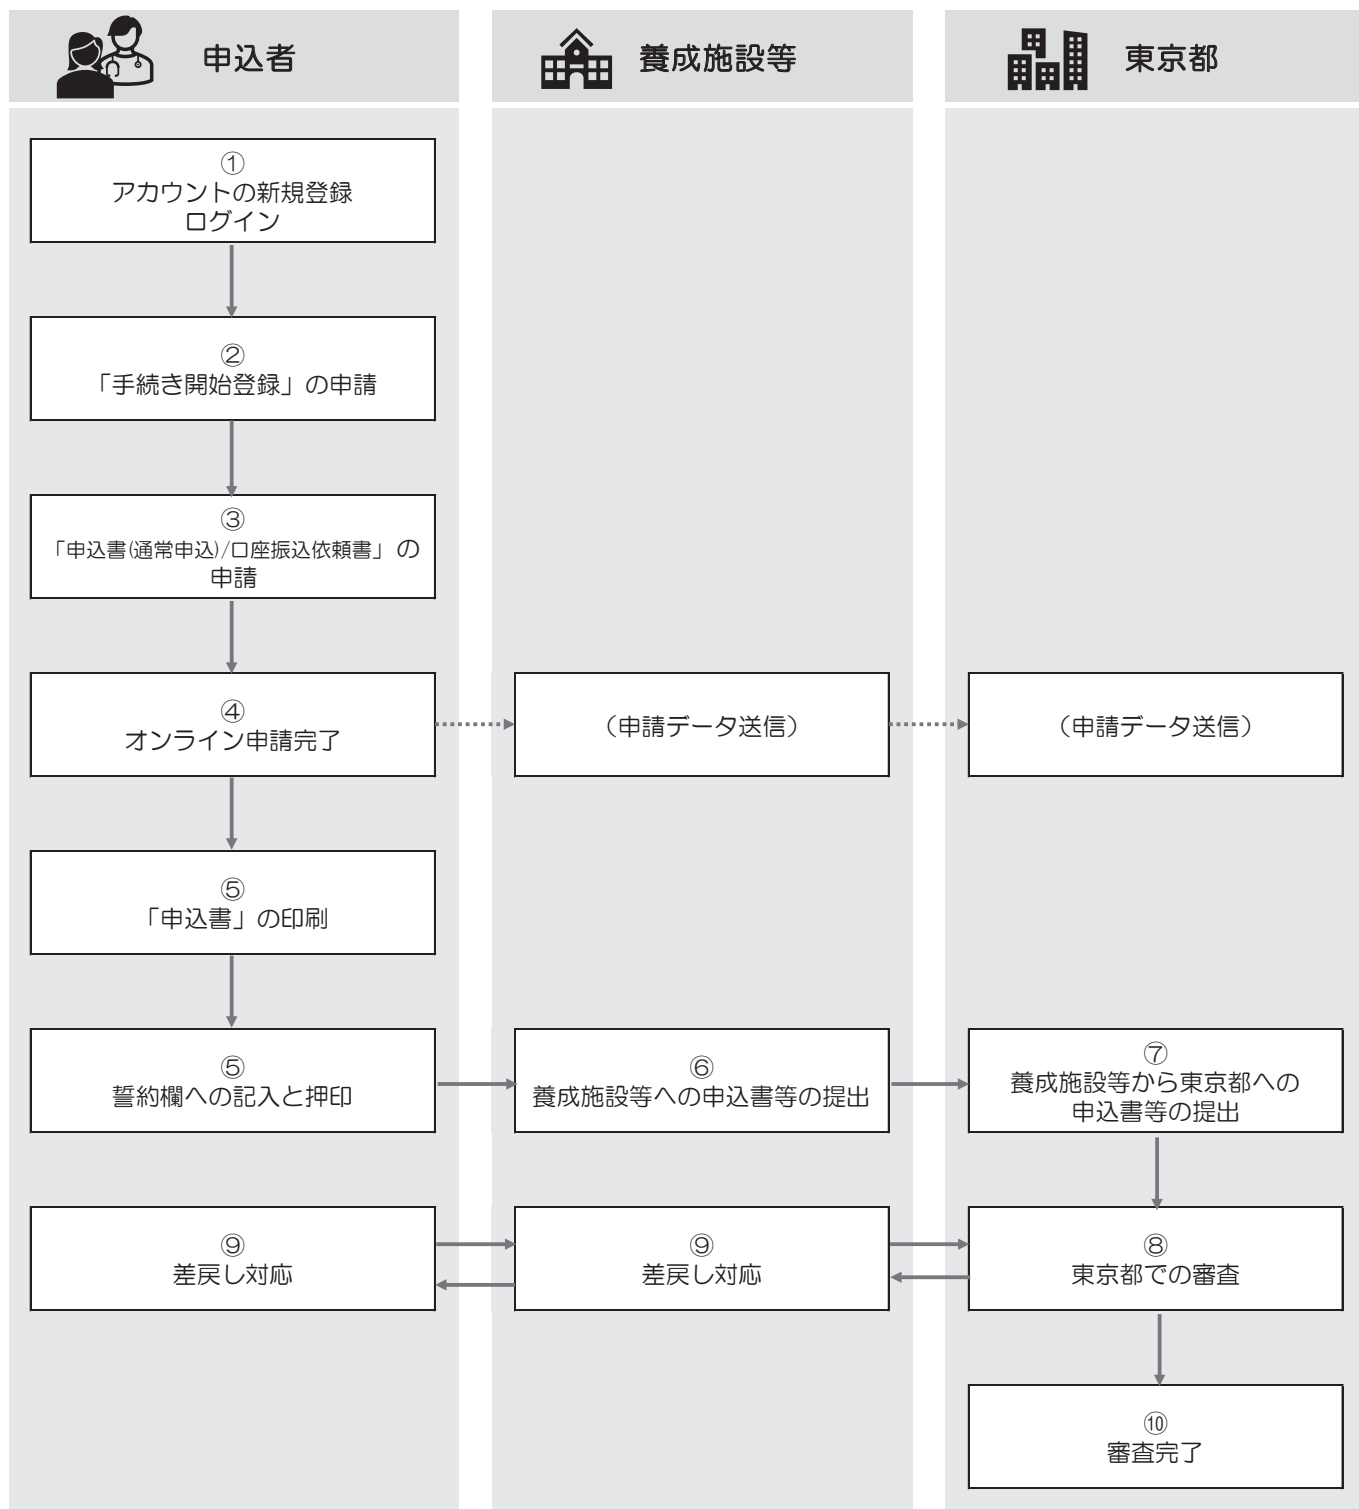 申込者
養成施設等
東京都
①
アカウントの新規登録
ログイン
②
「手続き開始登録」の申請
③
「申込書(通常申込)/口座振込依頼書」の
申請
④
オンライン申請完了
（申請データ送信）
（申請データ送信）
⑤
「申込書」の印刷
⑤
誓約欄への記入と押印
⑥
養成施設等への申込書等の提出
⑦
養成施設等から東京都への
申込書等の提出
⑨
差戻し対応
⑨
差戻し対応
⑧
東京都での審査
⑩
審査完了